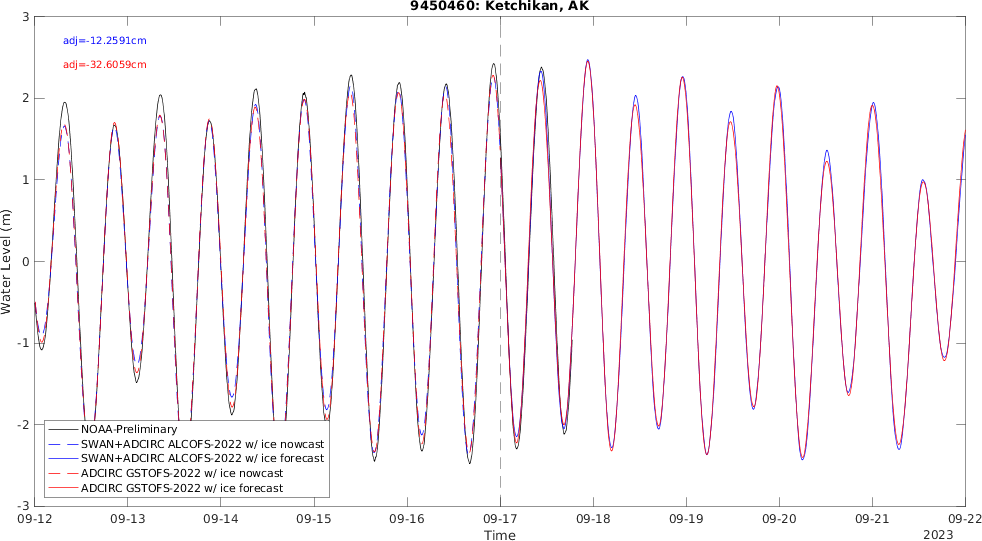 9450460: Ketchikan, AK
adj=-12.2591cm
adj=-32.6059cm
3
2
1
0
-1
-2
-3
Water Level (m)
NOAA-Preliminary
SWAN+ADCIRC ALCOFS-2022 w/ ice nowcast
SWAN+ADCIRC ALCOFS-2022 w/ ice forecast
ADCIRC GSTOFS-2022 w/ ice nowcast
ADCIRC GSTOFS-2022 w/ ice forecast
09-12 09-13 09-14 09-15 09-16 09-17 09-18 09-19 09-20 09-21 09-22
Time
2023